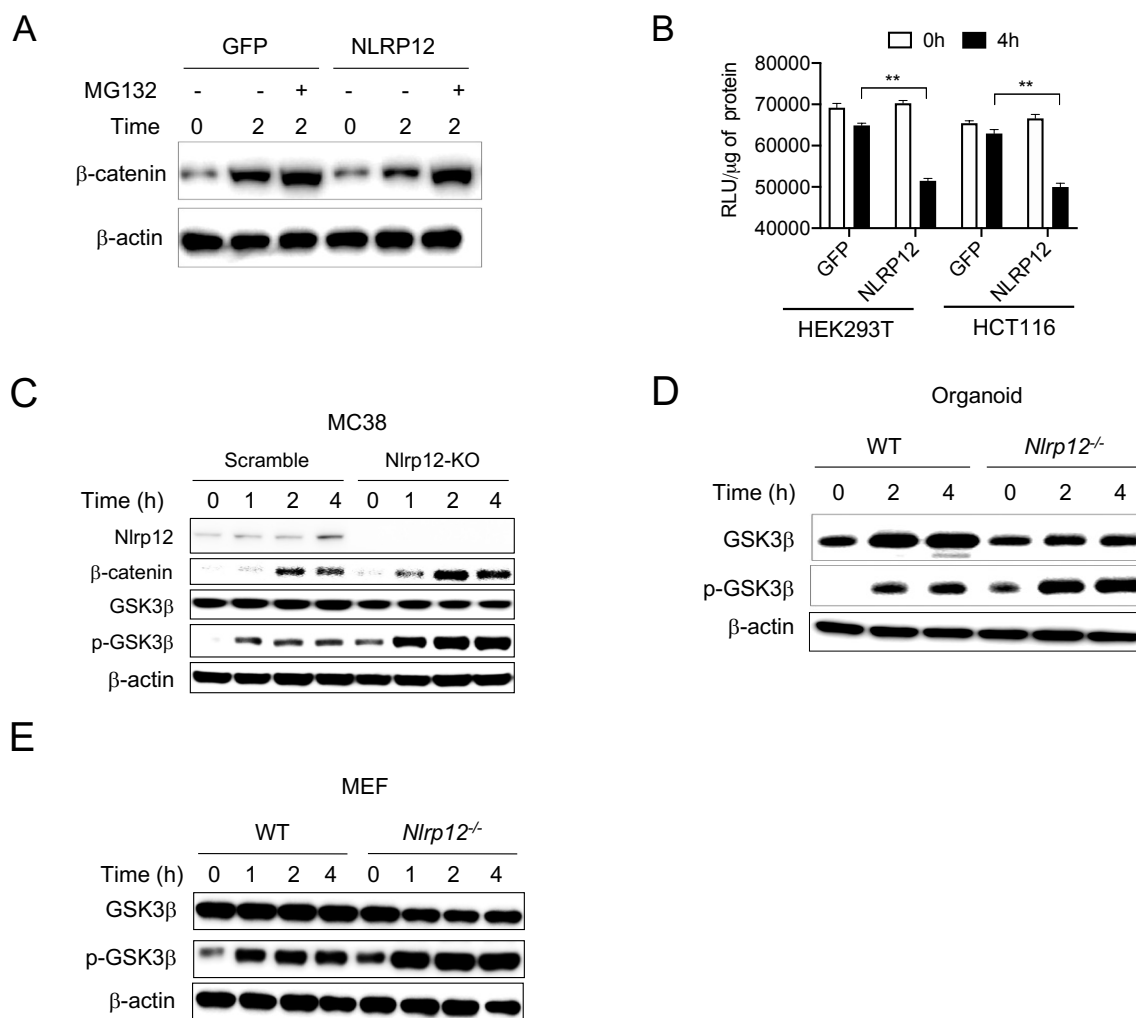 A
GFP NLRP12
MG132 - - + - - +
Time 0 2 2 0 2 2
β-catenin
β-actin
B
0h 4h
RLU/μg of protein
80000
70000
60000
50000
40000
** **
GFP NLRP12 GFP NLRP12
HEK293T HCT116
C
MC38
Scramble Nlrp12-KO
Time (h) 0 1 2 4 0 1 2 4
Nlrp12
β-catenin
GSK3β
p-GSK3β
β-actin
D
Organoid
WT Nlrp12-/-
Time (h) 0 2 4 0 2 4
GSK3β
p-GSK3β
β-actin
E
MEF
WT Nlrp12-/-
Time (h) 0 1 2 4 0 1 2 4
GSK3β
p-GSK3β
β-actin